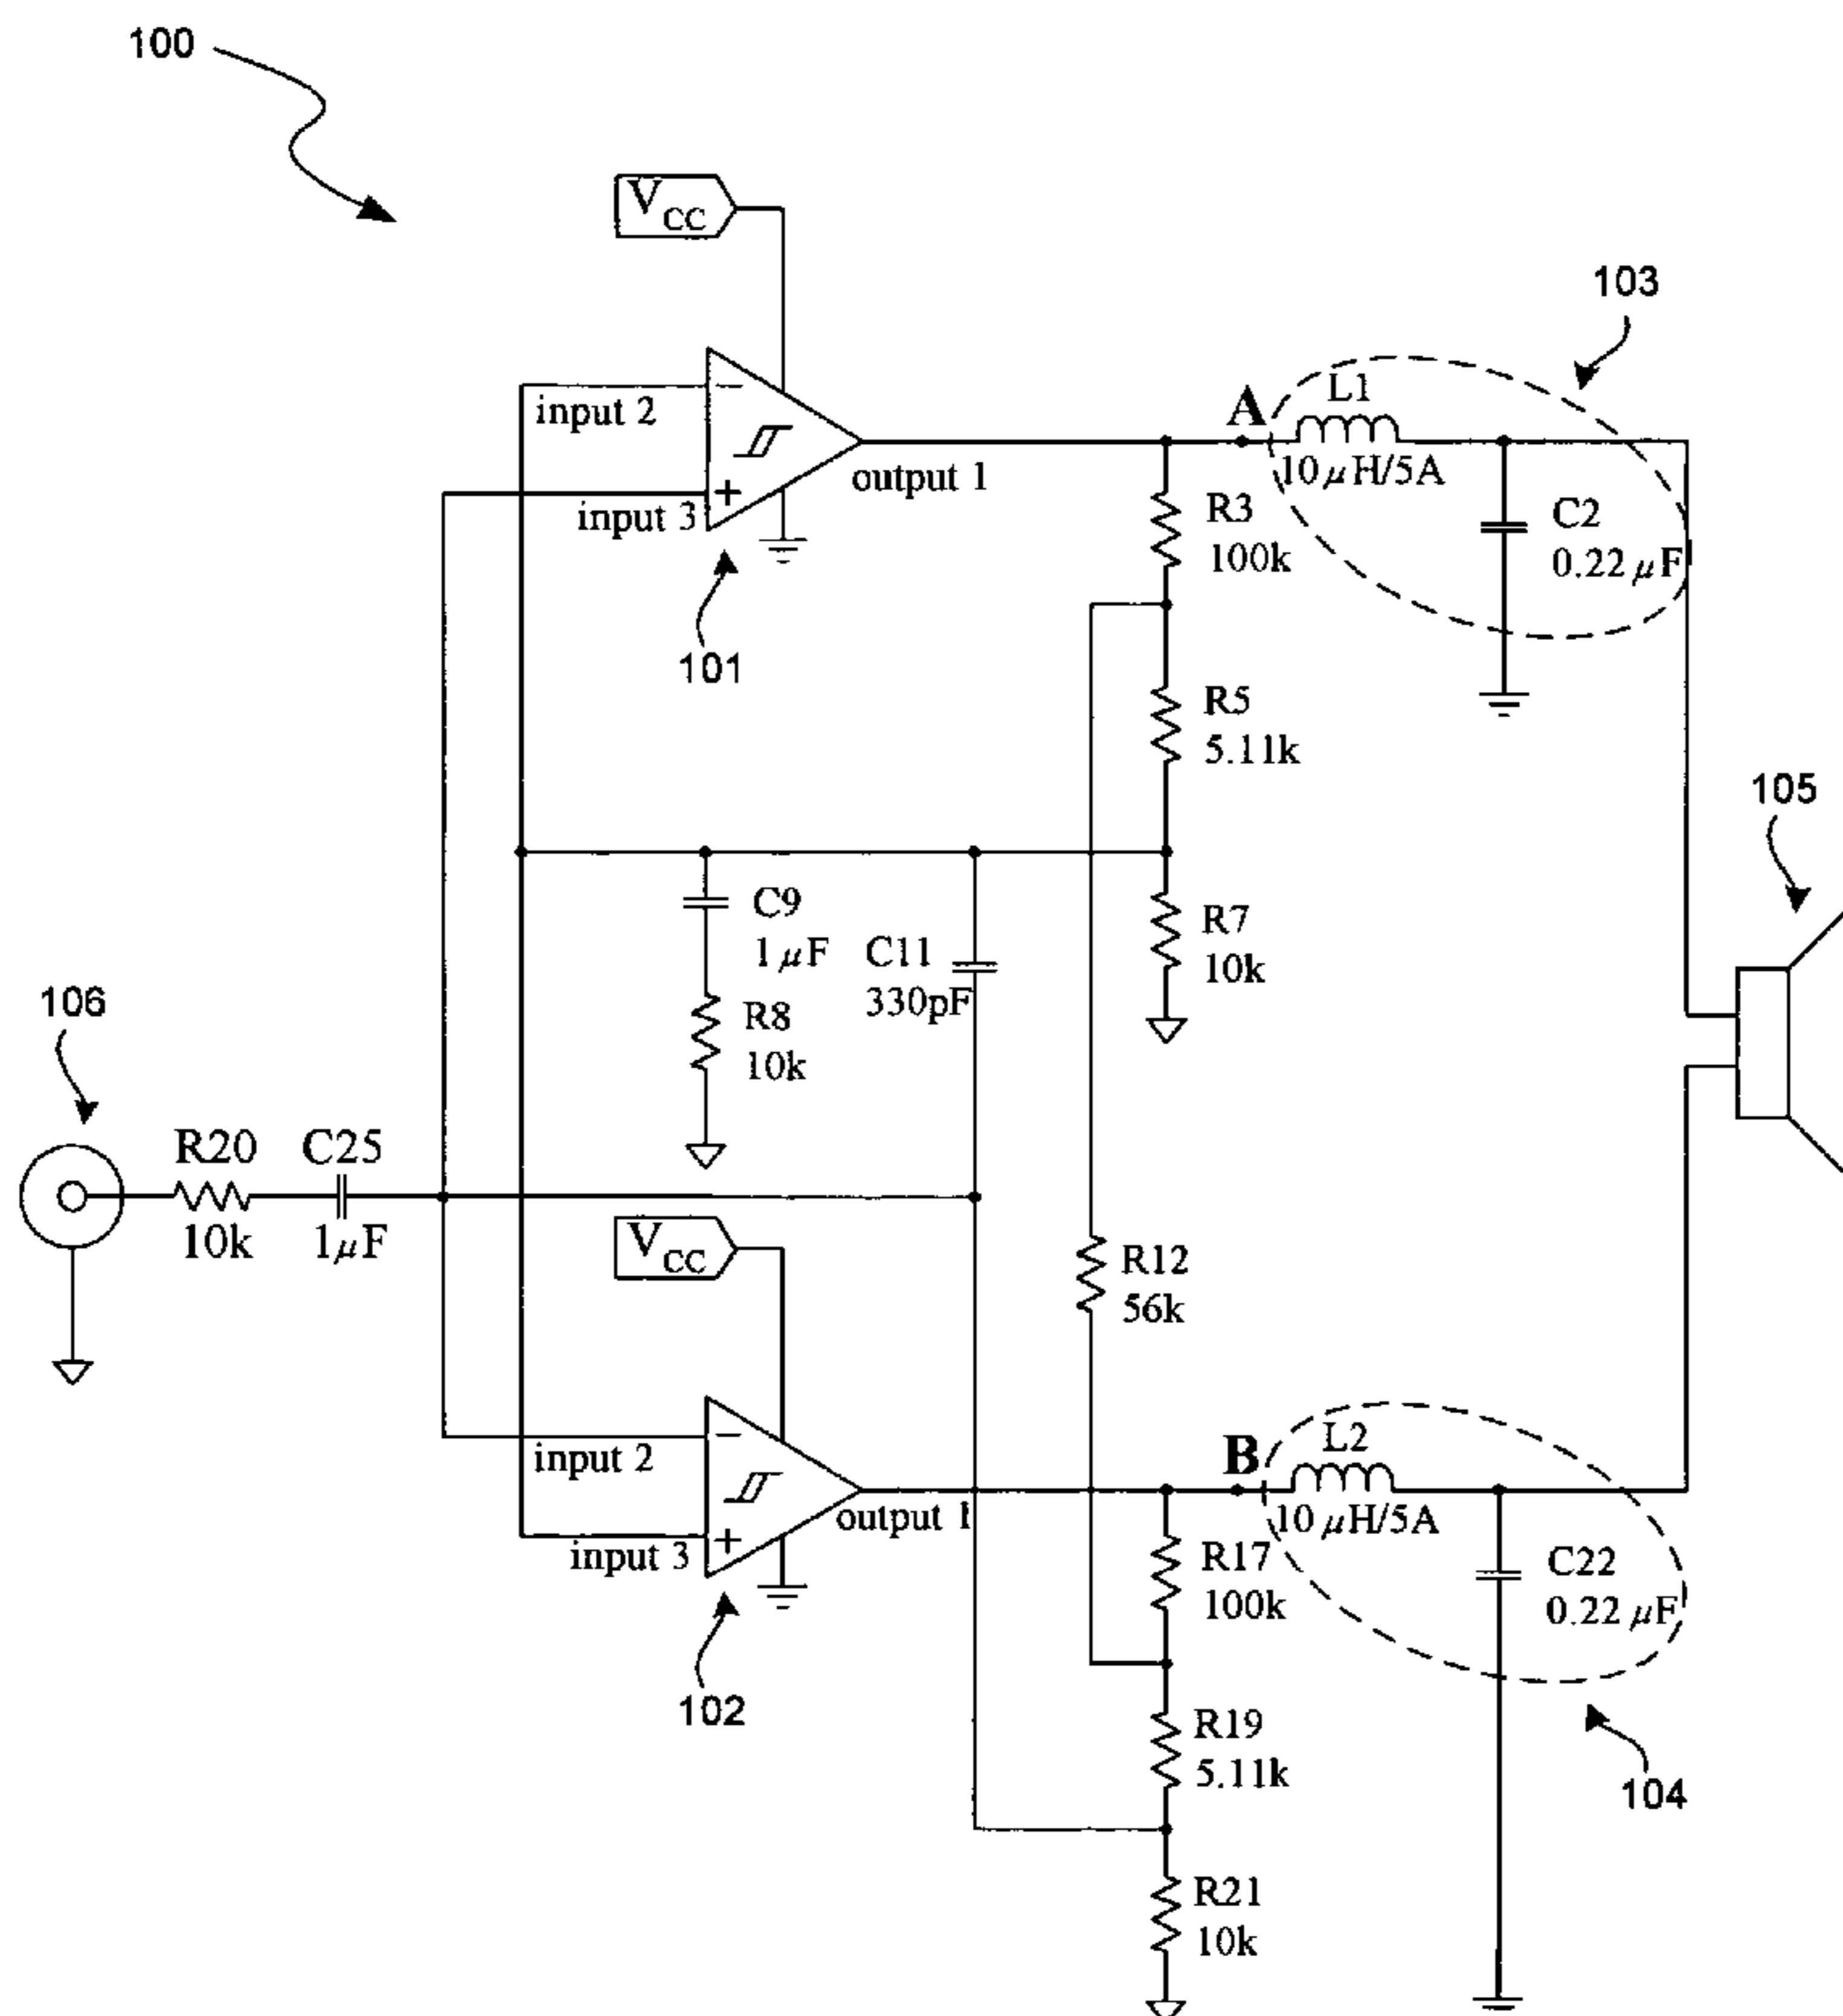 100
VCC
103
A
L1
10μH/5A
input 2
−
output 1
input 3
+
R3
100k
C2
0.22μF
101
R5
5.11k
105
C9
1μF
C11
330pF
R7
10k
106
R8
10k
R20
10k
C25
1μF
VCC
R12
56k
B
L2
10μH/5A
input 2
−
output 1
input 3
+
R17
100k
C22
0.22μF
102
R19
5.11k
104
R21
10k